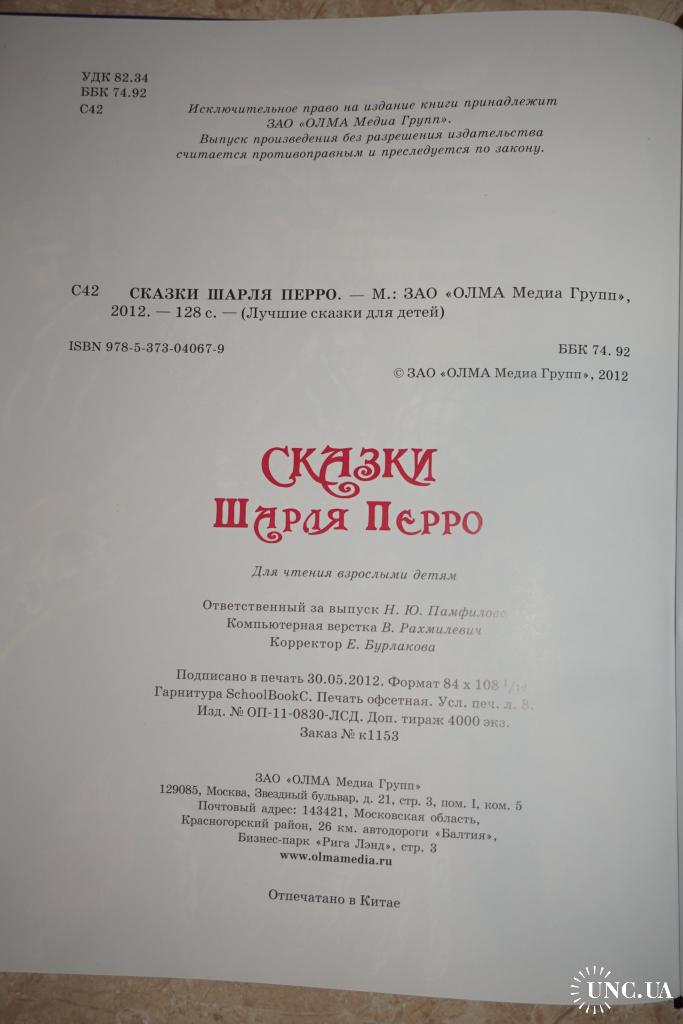 УДК 82.34
ББК 74.92
С42
Исключительное право на издание книги принадлежит
ЗАО «ОЛМА Медиа Групп».
Выпуск произведения без разрешения издательства
считается противоправным и преследуется по закону.
С42 СКАЗКИ ШАРЛЯ ПЕРРО. — М.: ЗАО «ОЛМА Медиа Групп»,
2012. — 128 с. — (Лучшие сказки для детей)
ISBN 978-5-373-04067-9
ББК 74. 92
© ЗАО «ОЛМА Медиа Групп», 2012
СКАЗКИ
ШАРЛЯ ПЕРРО
Для чтения взрослыми детям
Ответственный за выпуск Н. Ю. Памфилова
Компьютерная верстка В. Рахмилевич
Корректор Е. Бурлакова
Подписано в печать 30.05.2012. Формат 84 x 108 1/16
Гарнитура SchoolBookC. Печать офсетная. Усл. печ. л. 8.
Изд. № ОП-11-0830-ЛСД. Доп. тираж 4000 экз.
Заказ № к1153
ЗАО «ОЛМА Медиа Групп»
129085, Москва, Звездный бульвар, д. 21, стр. 3, пом. I, ком. 5
Почтовый адрес: 143421, Московская область,
Красногорский район, 26 км. автодороги «Балтия»,
Бизнес-парк «Рига Лэнд», стр. 3
www.olmamedia.ru
Отпечатано в Китае
UNC.UA